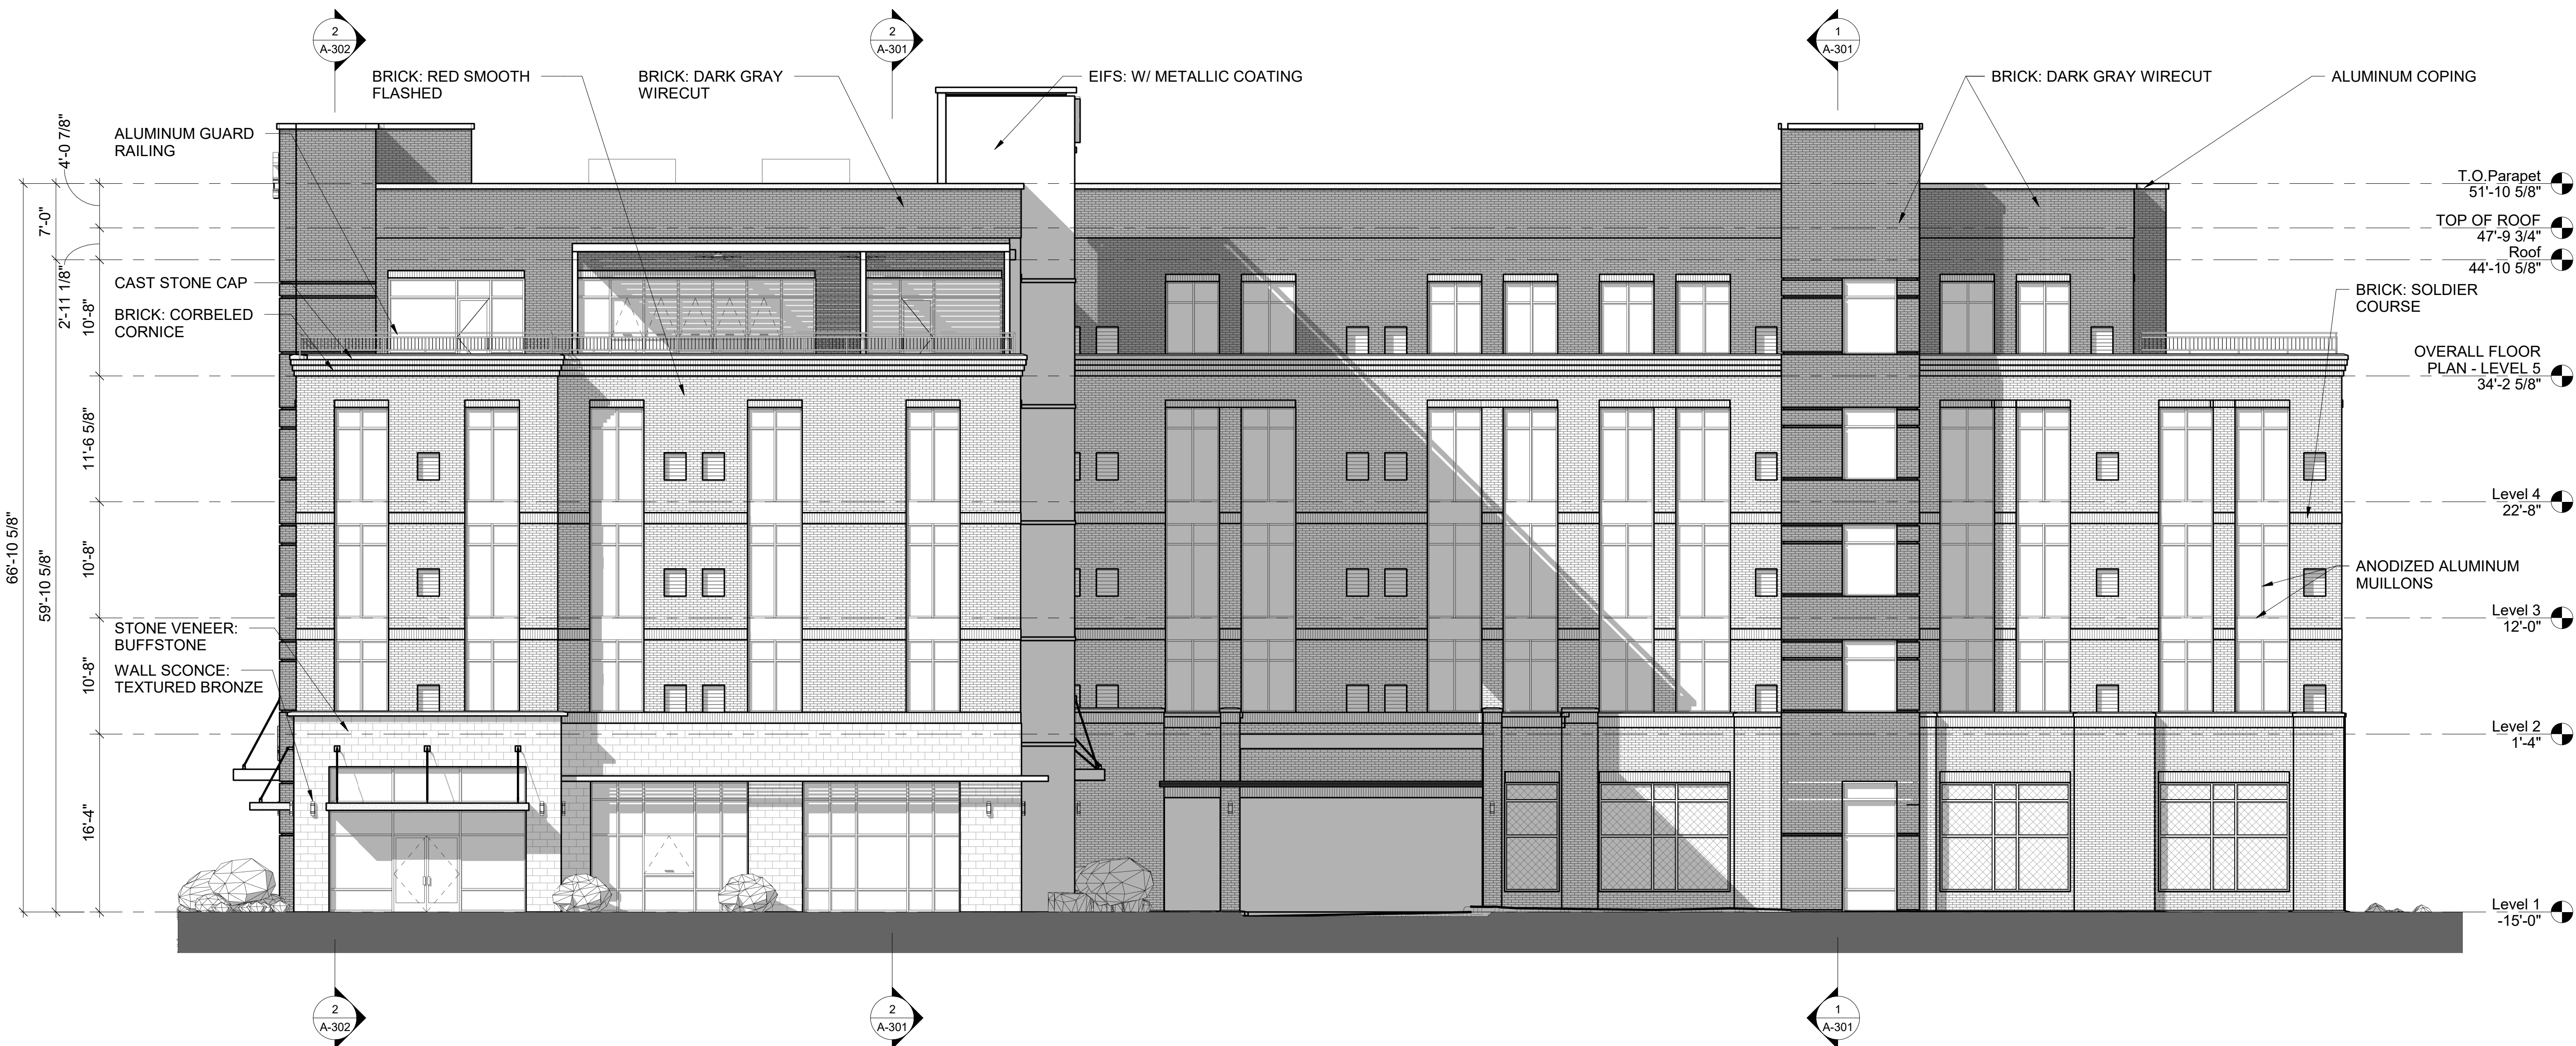 2
A-302
2
A-301
1
A-301
BRICK: RED SMOOTH
FLASHED
BRICK: DARK GRAY
WIRECUT
EIFS: W/ METALLIC COATING
BRICK: DARK GRAY WIRECUT
ALUMINUM COPING
ALUMINUM GUARD
RAILING
CAST STONE CAP
BRICK: CORBELED
CORNICE
STONE VENEER:
BUFFSTONE
WALL SCONCE:
TEXTURED BRONZE
66'-10 5/8"
59'-10 5/8"
7'-0"
4'-0 7/8"
2'-11 1/8"
10'-8"
11'-6 5/8"
10'-8"
10'-8"
16'-4"
T.O.Parapet
51'-10 5/8"
TOP OF ROOF
47'-9 3/4"
Roof
44'-10 5/8"
BRICK: SOLDIER
COURSE
OVERALL FLOOR
PLAN - LEVEL 5
34'-2 5/8"
Level 4
22'-8"
ANODIZED ALUMINUM
MUILLONS
Level 3
12'-0"
Level 2
1'-4"
Level 1
-15'-0"
2
A-302
2
A-301
1
A-301